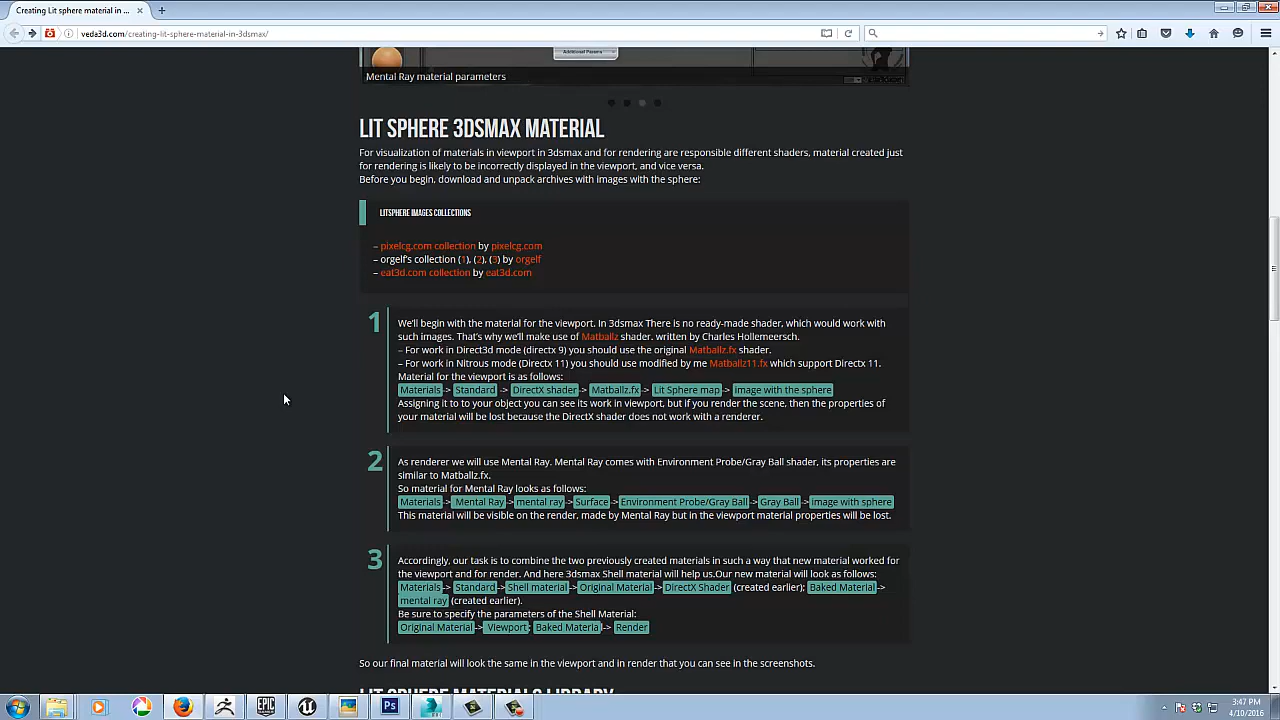 Creating Lit sphere material in ...
veda3d.com/creating-lit-sphere-material-in-3dsmax/
Additional Params
Mental Ray material parameters
LIT SPHERE 3DSMAX MATERIAL
For visualization of materials in viewport in 3dsmax and for rendering are responsible different shaders, material created just
for rendering is likely to be incorrectly displayed in the viewport, and vice versa.
Before you begin, download and unpack archives with images with the sphere:
LITSPHERE IMAGES COLLECTIONS
– pixelcg.com collection by pixelcg.com
– orgelf's collection (1), (2), (3) by orgelf
– eat3d.com collection by eat3d.com
1
We'll begin with the material for the viewport. In 3dsmax There is no ready-made shader, which would work with
such images. That's why we'll make use of Matballz shader. written by Charles Hollemeersch.
– For work in Direct3d mode (directx 9) you should use the original Matballz.fx shader.
– For work in Nitrous mode (Directx 11) you should use modified by me Matballz11.fx which support Directx 11.
Material for the viewport is as follows:
Materials -> Standard -> DirectX shader -> Matballz.fx -> Lit Sphere map -> image with the sphere
Assigning it to to your object you can see its work in viewport, but if you render the scene, then the properties of
your material will be lost because the DirectX shader does not work with a renderer.
2
As renderer we will use Mental Ray. Mental Ray comes with Environment Probe/Gray Ball shader, its properties are
similar to Matballz.fx.
So material for Mental Ray looks as follows:
Materials -> Mental Ray -> mental ray -> Surface -> Environment Probe/Gray Ball -> Gray Ball -> image with sphere
This material will be visible on the render, made by Mental Ray but in the viewport material properties will be lost.
3
Accordingly, our task is to combine the two previously created materials in such a way that new material worked for
the viewport and for render. And here 3dsmax Shell material will help us.Our new material will look as follows:
Materials -> Standard -> Shell material -> Original Material -> DirectX Shader (created earlier); Baked Material ->
mental ray (created earlier).
Be sure to specify the parameters of the Shell Material:
Original Material -> Viewport; Baked Materia -> Render
So our final material will look the same in the viewport and in render that you can see in the screenshots.
LIT SPHERE MATERIALS LIBRARY
EPIC
Ps
3:47 PM
4/10/2016